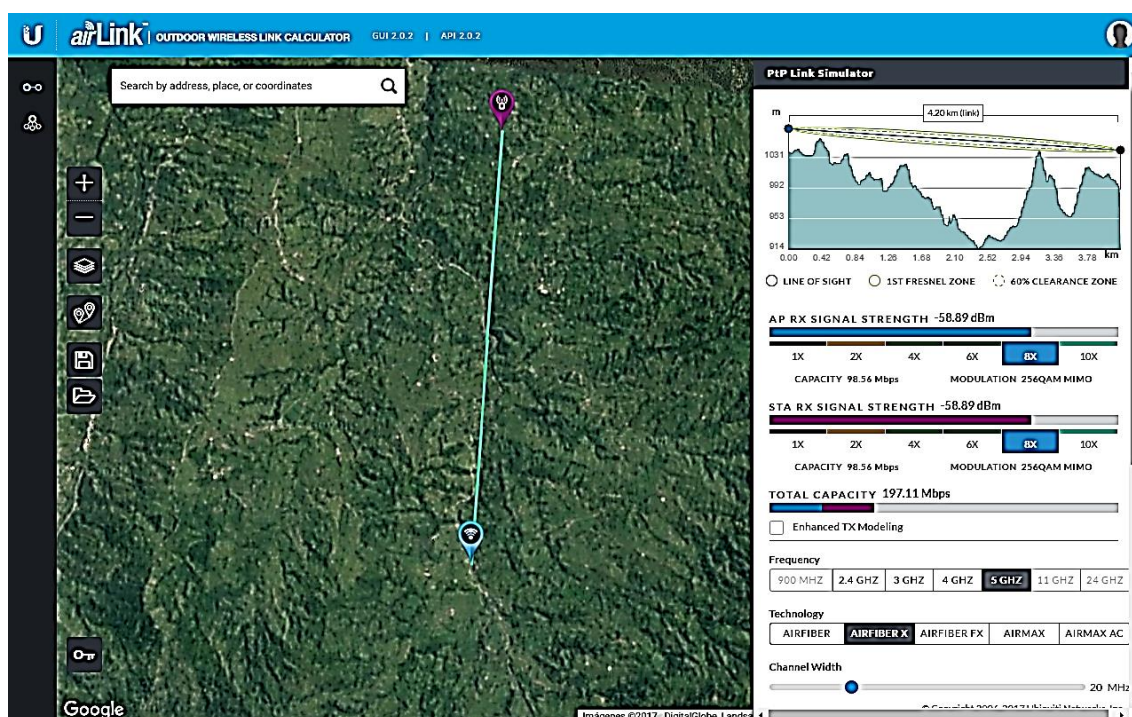 airLink™ | OUTDOOR WIRELESS LINK CALCULATOR GUI 2.0.2 | API 2.0.2
Search by address, place, or coordinates
PtP Link Simulator
m
4.20 km (link)
1031
992
953
914
0.00 0.42 0.84 1.26 1.68 2.10 2.52 2.94 3.36 3.78 km
LINE OF SIGHT 1ST FRESNEL ZONE 60% CLEARANCE ZONE
AP RX SIGNAL STRENGTH -58.89 dBm
1X 2X 4X 6X 8X 10X
CAPACITY 98.56 Mbps MODULATION 256QAM MIMO
STA RX SIGNAL STRENGTH -58.89 dBm
1X 2X 4X 6X 8X 10X
CAPACITY 98.56 Mbps MODULATION 256QAM MIMO
TOTAL CAPACITY 197.11 Mbps
Enhanced TX Modeling
Frequency
900 MHZ 2.4 GHZ 3 GHZ 4 GHZ 5 GHZ 11 GHZ 24 GHZ
Technology
AIRFIBER AIRFIBER X AIRFIBER FX AIRMAX AIRMAX AC
Channel Width
20 MHz
Google
Imágenes ©2017, DigitalGlobe, Landsa